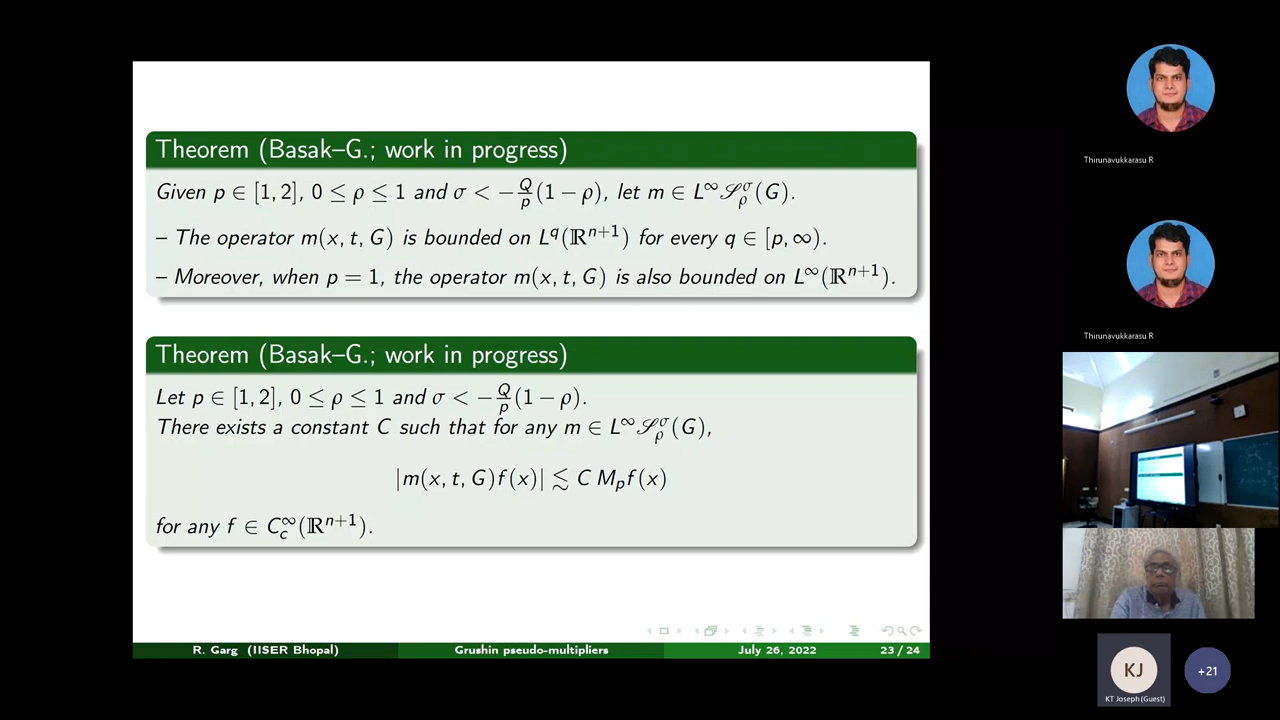 Theorem (Basak–G.; work in progress)
Given p ∈ [1, 2], 0 ≤ ρ ≤ 1 and σ < −Q/p(1 − ρ), let m ∈ L^∞𝒮^σ_ρ(G).
– The operator m(x, t, G) is bounded on L^q(ℝ^{n+1}) for every q ∈ [p, ∞).
– Moreover, when p = 1, the operator m(x, t, G) is also bounded on L^∞(ℝ^{n+1}).
Theorem (Basak–G.; work in progress)
Let p ∈ [1, 2], 0 ≤ ρ ≤ 1 and σ < −Q/p(1 − ρ).
There exists a constant C such that for any m ∈ L^∞𝒮^σ_ρ(G),
|m(x, t, G)f(x)| ≲ C M_p f(x)
for any f ∈ C_c^∞(ℝ^{n+1}).
R. Garg (IISER Bhopal) Grushin pseudo-multipliers July 26, 2022 23 / 24
Thirunavukkarasu R
Thirunavukkarasu R
KJ
KT Joseph (Guest)
+21